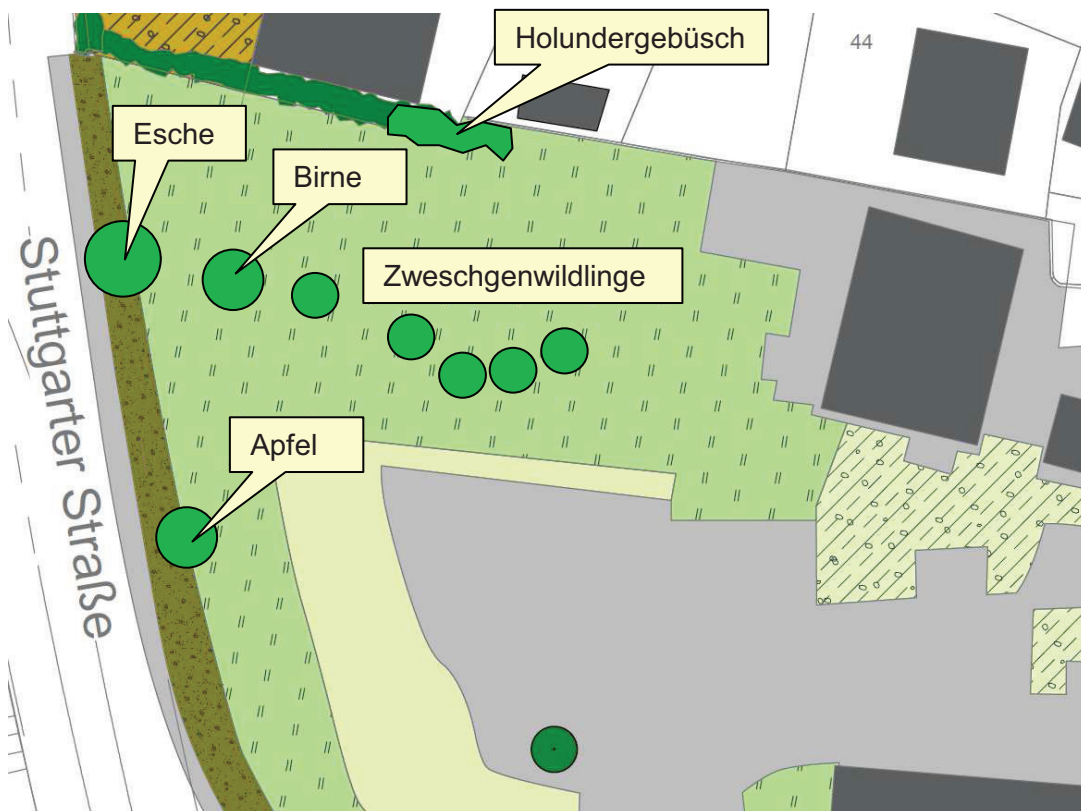 Holundergebüsch
44
Esche
Birne
Zweschgenwildlinge
Stuttgarter Straße
Apfel